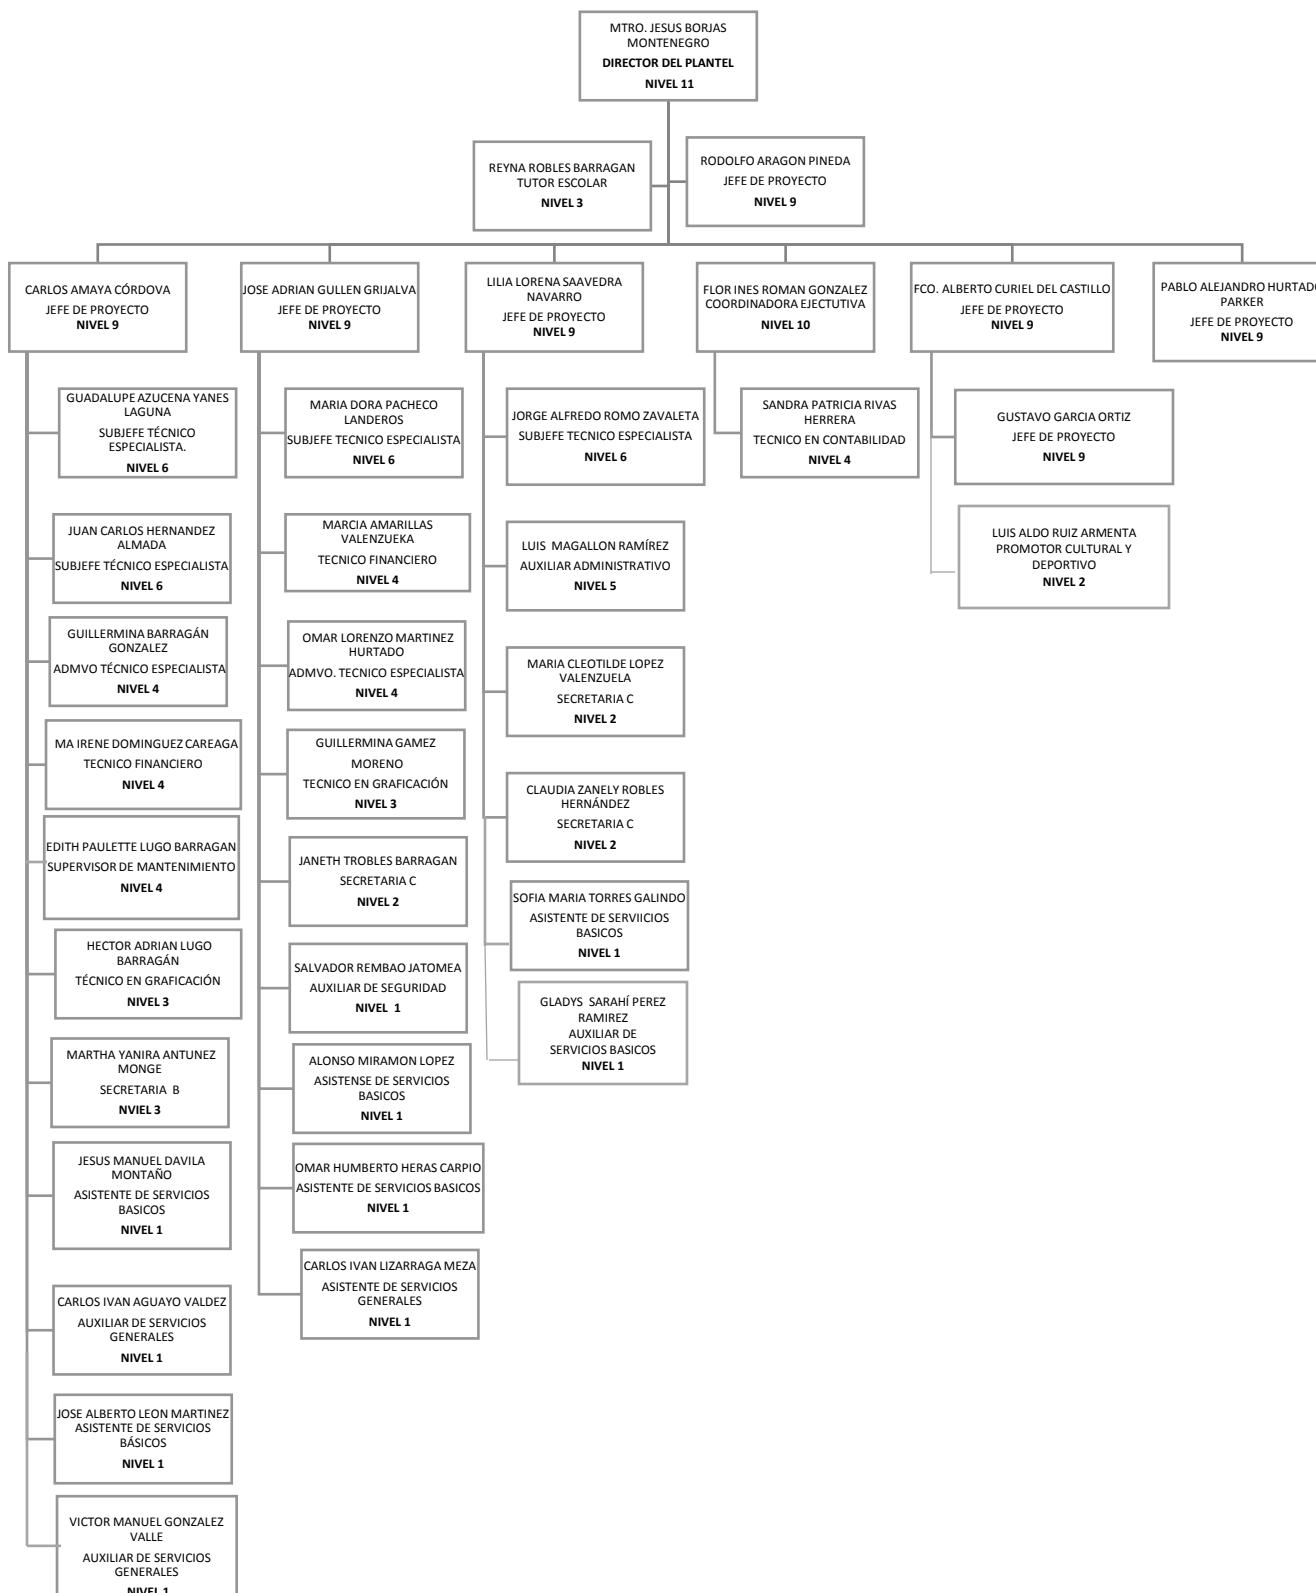 MTRO. JESUS BORJAS
MONTENEGRO
DIRECTOR DEL PLANTEL
NIVEL 11
REYNA ROBLES BARRAGAN
TUTOR ESCOLAR
NIVEL 3
RODOLFO ARAGON PINEDA
JEFE DE PROYECTO
NIVEL 9
CARLOS AMAYA CÓRDOVA
JEFE DE PROYECTO
NIVEL 9
JOSE ADRIAN GULLEN GRIJALVA
JEFE DE PROYECTO
NIVEL 9
LILIA LORENA SAAVEDRA
NAVARRO
JEFE DE PROYECTO
NIVEL 9
FLOR INES ROMAN GONZALEZ
COORDINADORA EJECTUTIVA
NIVEL 10
FCO. ALBERTO CURIEL DEL CASTILLO
JEFE DE PROYECTO
NIVEL 9
PABLO ALEJANDRO HURTADO
PARKER
JEFE DE PROYECTO
NIVEL 9
GUADALUPE AZUCENA YANES
LAGUNA
SUBJEFE TÉCNICO
ESPECIALISTA.
NIVEL 6
JUAN CARLOS HERNANDEZ
ALMADA
SUBJEFE TÉCNICO ESPECIALISTA
NIVEL 6
GUILLERMINA BARRAGÁN
GONZALEZ
ADMVO TÉCNICO ESPECIALISTA
NIVEL 4
MA IRENE DOMINGUEZ CAREAGA
TECNICO FINANCIERO
NIVEL 4
EDITH PAULETTE LUGO BARRAGAN
SUPERVISOR DE MANTENIMIENTO
NIVEL 4
HECTOR ADRIAN LUGO
BARRAGÁN
TÉCNICO EN GRAFICACIÓN
NIVEL 3
MARTHA YANIRA ANTUNEZ
MONGE
SECRETARIA B
NVIEL 3
JESUS MANUEL DAVILA
MONTAÑO
ASISTENTE DE SERVICIOS
BASICOS
NIVEL 1
CARLOS IVAN AGUAYO VALDEZ
AUXILIAR DE SERVICIOS
GENERALES
NIVEL 1
JOSE ALBERTO LEON MARTINEZ
ASISTENTE DE SERVICIOS
BÁSICOS
NIVEL 1
VICTOR MANUEL GONZALEZ
VALLE
AUXILIAR DE SERVICIOS
GENERALES
NIVEL 1
MARIA DORA PACHECO
LANDEROS
SUBJEFE TECNICO ESPECIALISTA
NIVEL 6
MARCIA AMARILLAS
VALENZUEKA
TECNICO FINANCIERO
NIVEL 4
OMAR LORENZO MARTINEZ
HURTADO
ADMVO. TECNICO ESPECIALISTA
NIVEL 4
GUILLERMINA GAMEZ
MORENO
TECNICO EN GRAFICACIÓN
NIVEL 3
JANETH TROBLES BARRAGAN
SECRETARIA C
NIVEL 2
SALVADOR REMBAO JATOMEA
AUXILIAR DE SEGURIDAD
NIVEL 1
ALONSO MIRAMON LOPEZ
ASISTENSE DE SERVICIOS
BASICOS
NIVEL 1
OMAR HUMBERTO HERAS CARPIO
ASISTENTE DE SERVICIOS BASICOS
NIVEL 1
CARLOS IVAN LIZARRAGA MEZA
ASISTENTE DE SERVICIOS
GENERALES
NIVEL 1
JORGE ALFREDO ROMO ZAVALETA
SUBJEFE TECNICO ESPECIALISTA
NIVEL 6
LUIS MAGALLON RAMÍREZ
AUXILIAR ADMINISTRATIVO
NIVEL 5
MARIA CLEOTILDE LOPEZ
VALENZUELA
SECRETARIA C
NIVEL 2
CLAUDIA ZANELY ROBLES
HERNÁNDEZ
SECRETARIA C
NIVEL 2
SOFIA MARIA TORRES GALINDO
ASISTENTE DE SERVIICIOS
BASICOS
NIVEL 1
GLADYS SARAHÍ PEREZ
RAMIREZ
AUXILIAR DE
SERVICIOS BASICOS
NIVEL 1
SANDRA PATRICIA RIVAS
HERRERA
TECNICO EN CONTABILIDAD
NIVEL 4
GUSTAVO GARCIA ORTIZ
JEFE DE PROYECTO
NIVEL 9
LUIS ALDO RUIZ ARMENTA
PROMOTOR CULTURAL Y
DEPORTIVO
NIVEL 2